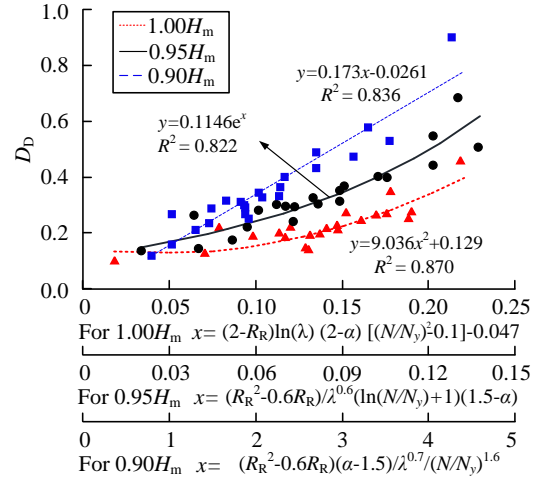 1.00Hm
0.95Hm
0.90Hm
1.0
0.8
0.6
0.4
0.2
0.0
DD
y=0.173x-0.0261
R² = 0.836
y=0.1146eˣ
R² = 0.822
y=9.036x²+0.129
R² = 0.870
0 0.05 0.10 0.15 0.20 0.25
For 1.00Hm x= (2-RR)ln(λ) (2-α) [(N/Ny)²-0.1]-0.047
0 0.03 0.06 0.09 0.12 0.15
For 0.95Hm x= (RR²-0.6RR)/λ⁰·⁶(ln(N/Ny)+1)(1.5-α)
0 1 2 3 4 5
For 0.90Hm x= (RR²-0.6RR)(α-1.5)/λ⁰·⁷/(N/Ny)¹·⁶